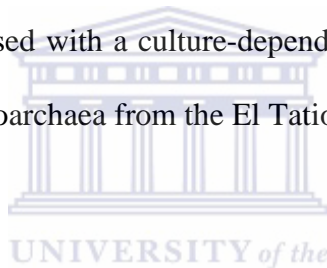 sed with a culture-depend
oarchaea from the El Tatio
UNIVERSITY of the